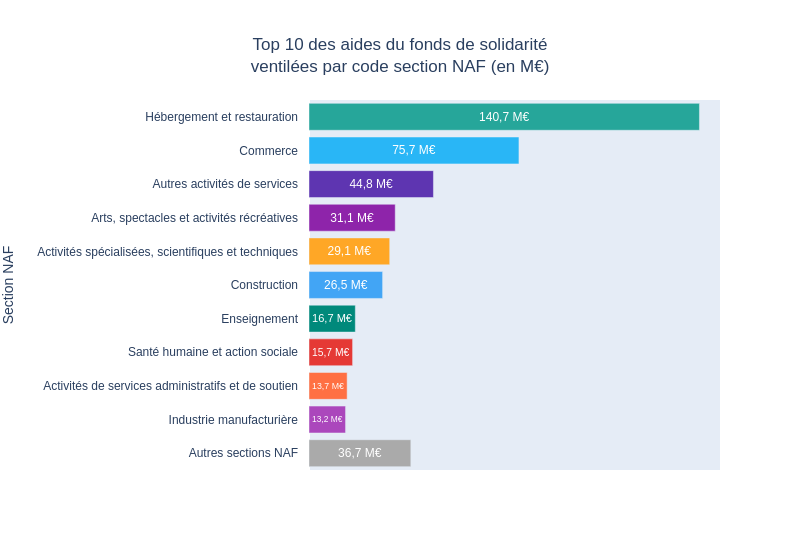 Top 10 des aides du fonds de solidarité
ventilées par code section NAF (en M€)
Section NAF
Hébergement et restauration 140,7 M€
Commerce 75,7 M€
Autres activités de services 44,8 M€
Arts, spectacles et activités récréatives 31,1 M€
Activités spécialisées, scientifiques et techniques 29,1 M€
Construction 26,5 M€
Enseignement 16,7 M€
Santé humaine et action sociale 15,7 M€
Activités de services administratifs et de soutien 13,7 M€
Industrie manufacturière 13,2 M€
Autres sections NAF 36,7 M€